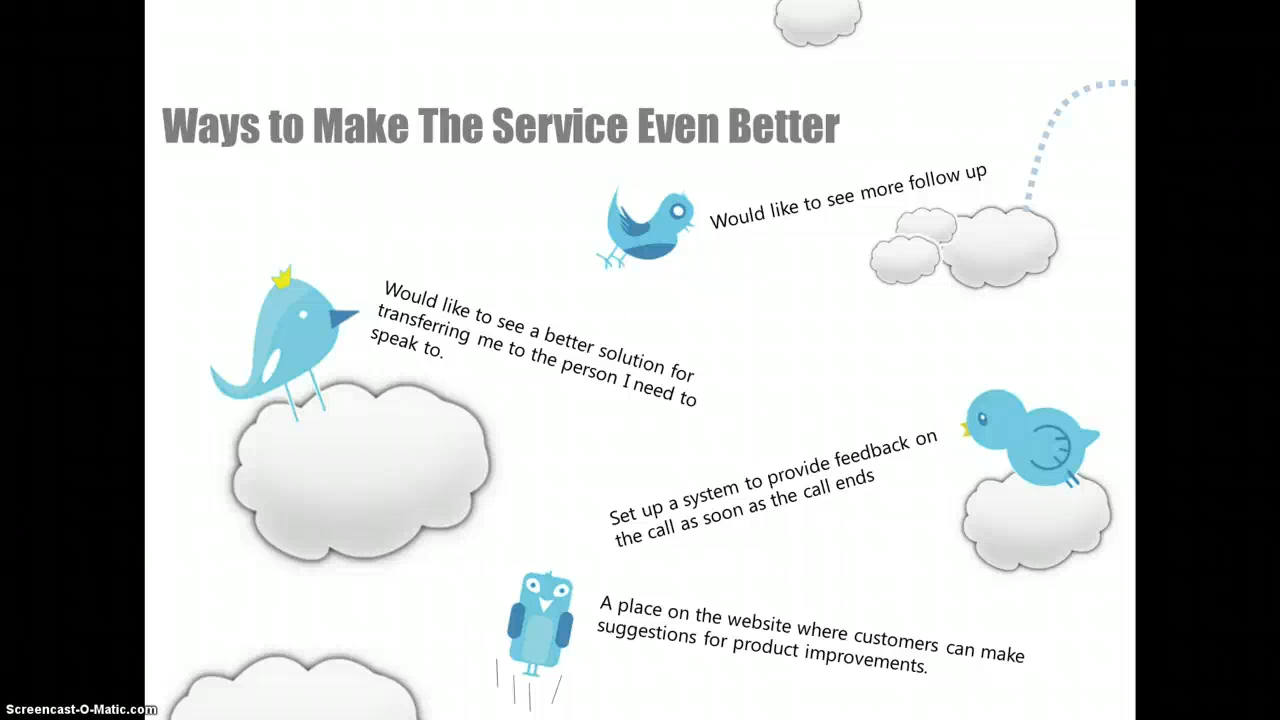 Ways to Make The Service Even Better
Would like to see more follow up
Would like to see a better solution for
transferring me to the person I need to
speak to.
Set up a system to provide feedback on
the call as soon as the call ends
A place on the website where customers can make
suggestions for product improvements.
Screencast-O-Matic.com